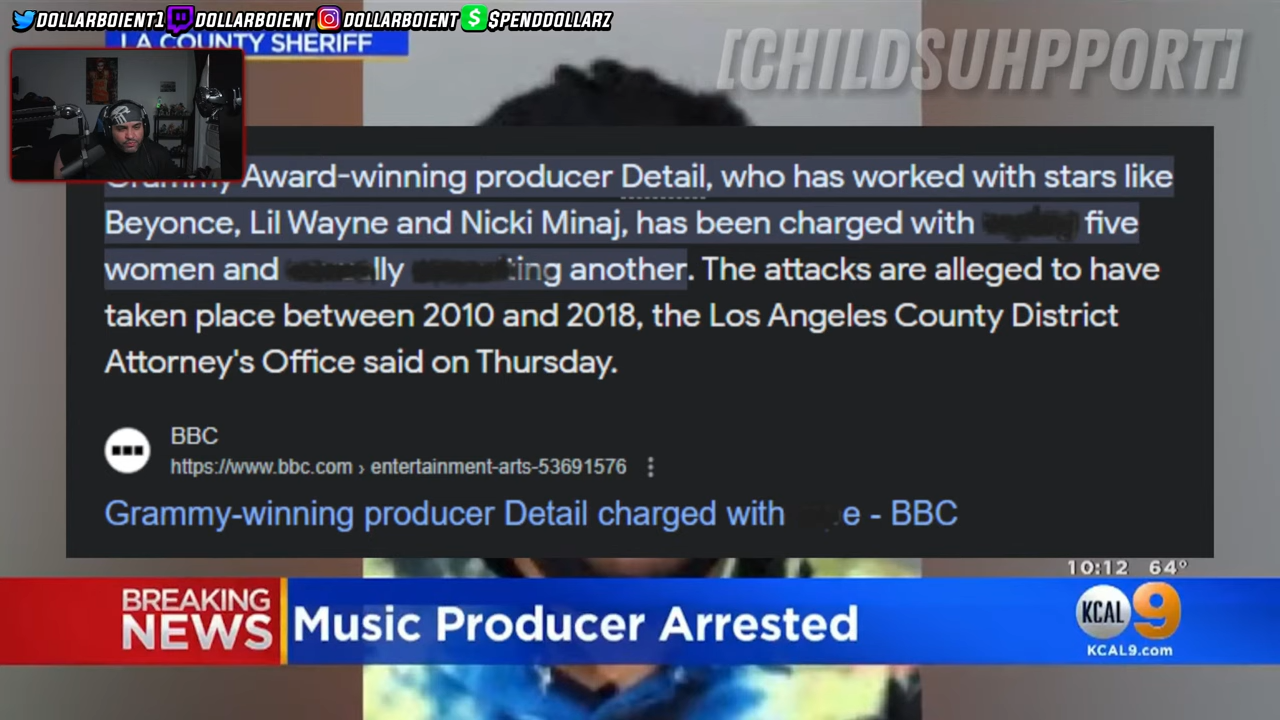 DOLLARBOIENT1 DOLLARBOIENT DOLLARBOIENT $PENDDOLLARZ
LA COUNTY SHERIFF
[CHILDSUHPPORT]
Grammy Award-winning producer Detail, who has worked with stars like
Beyonce, Lil Wayne and Nicki Minaj, has been charged with five
women and lly ting another. The attacks are alleged to have
taken place between 2010 and 2018, the Los Angeles County District
Attorney's Office said on Thursday.
BBC
https://www.bbc.com › entertainment-arts-53691576
Grammy-winning producer Detail charged with e - BBC
10:12 64°
BREAKING
NEWS
Music Producer Arrested
KCAL 9
KCAL9.com